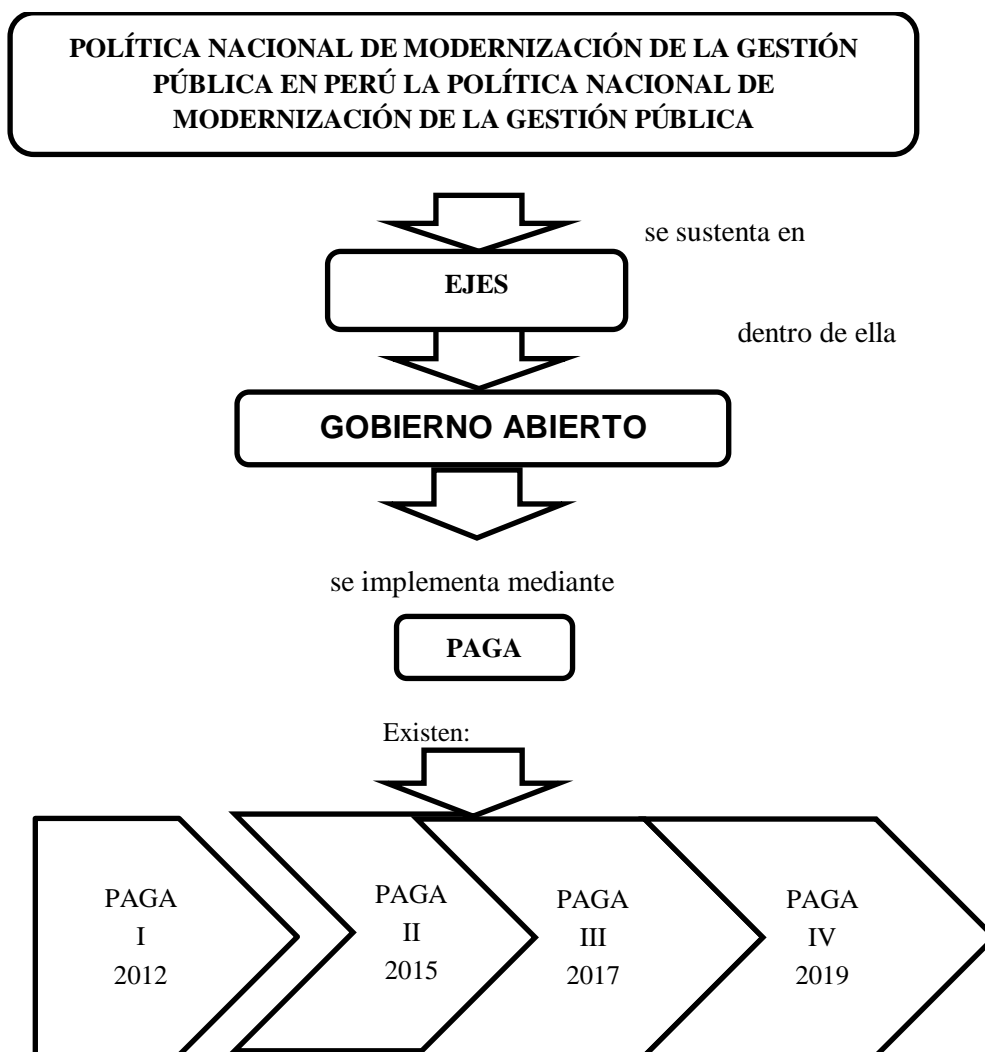 POLÍTICA NACIONAL DE MODERNIZACIÓN DE LA GESTIÓN
PÚBLICA EN PERÚ LA POLÍTICA NACIONAL DE
MODERNIZACIÓN DE LA GESTIÓN PÚBLICA
se sustenta en
EJES
dentro de ella
GOBIERNO ABIERTO
se implementa mediante
PAGA
Existen:
PAGA
I
2012
PAGA
II
2015
PAGA
III
2017
PAGA
IV
2019